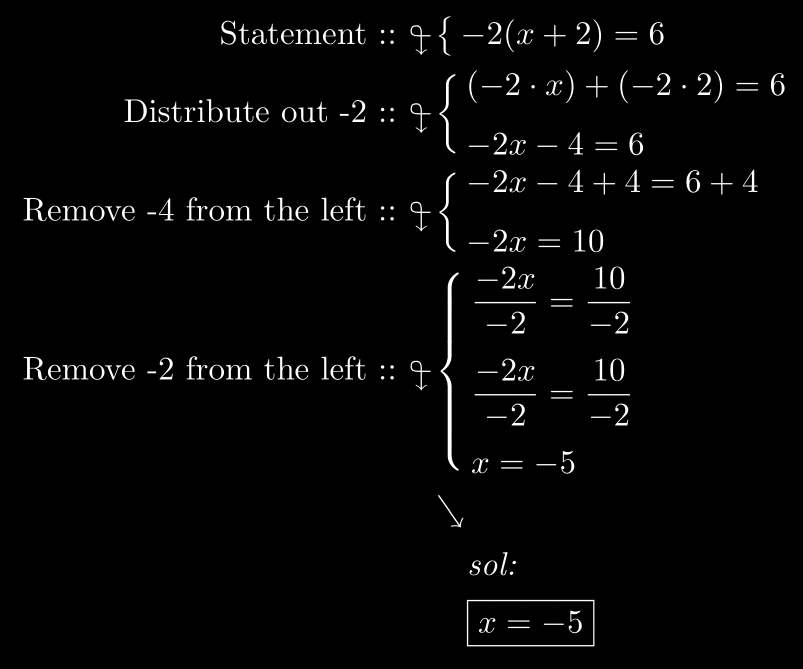 Statement :: { −2(x + 2) = 6
Distribute out -2 :: { (−2 · x) + (−2 · 2) = 6
−2x − 4 = 6
Remove -4 from the left :: { −2x − 4 + 4 = 6 + 4
−2x = 10
Remove -2 from the left :: { −2x/−2 = 10/−2
−2x/−2 = 10/−2
x = −5
↘
sol:
x = −5